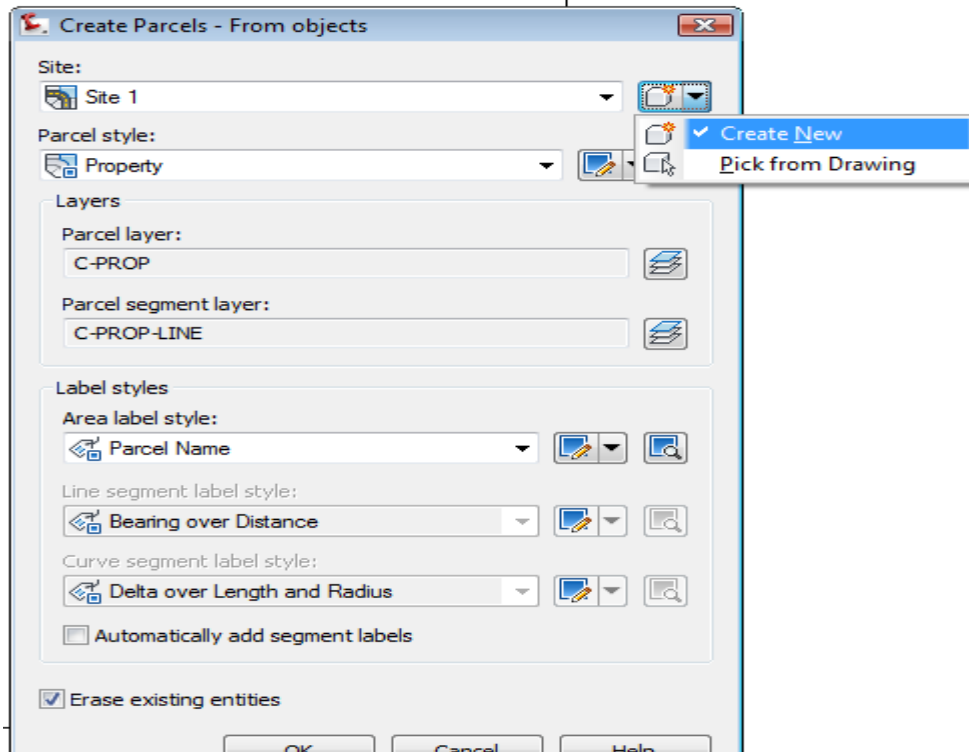 Create Parcels - From objects
Site:
Site 1
Create New
Parcel style:
Property
Pick from Drawing
Layers
Parcel layer:
C-PROP
Parcel segment layer:
C-PROP-LINE
Label styles
Area label style:
Parcel Name
Line segment label style:
Bearing over Distance
Curve segment label style:
Delta over Length and Radius
Automatically add segment labels
Erase existing entities
OK Cancel Help